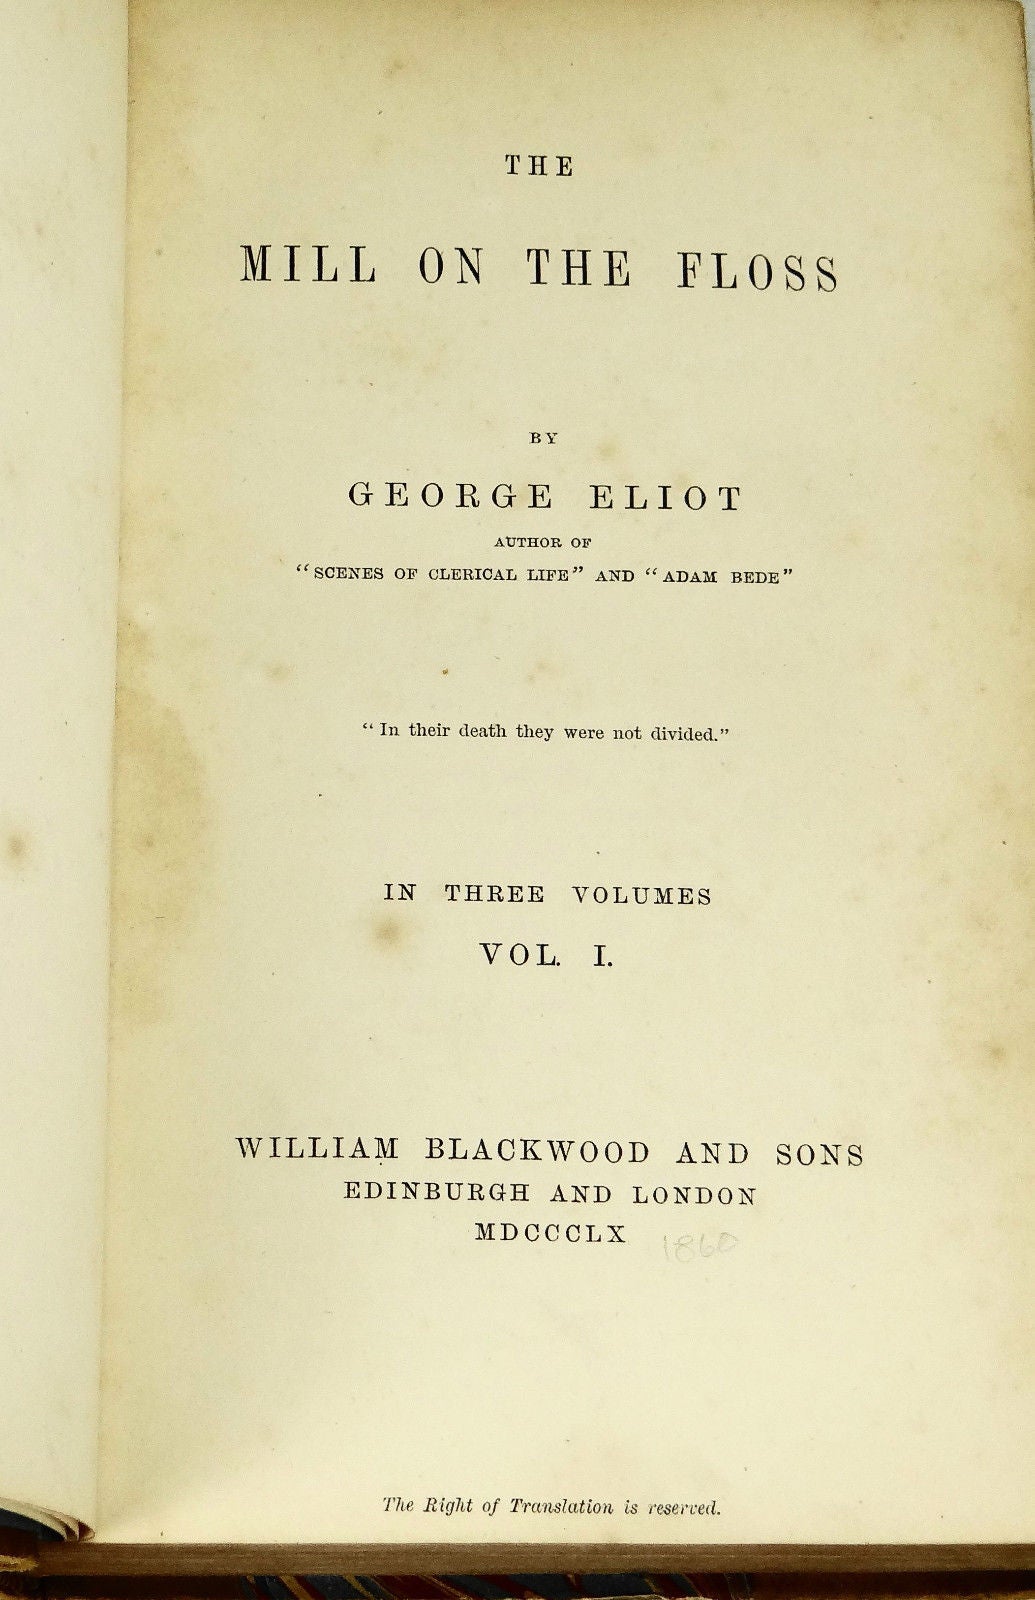 THE
MILL ON THE FLOSS
BY
GEORGE ELIOT
AUTHOR OF
“SCENES OF CLERICAL LIFE” AND “ADAM BEDE”
“In their death they were not divided.”
IN THREE VOLUMES
VOL. I.
WILLIAM BLACKWOOD AND SONS
EDINBURGH AND LONDON
MDCCCLX 1860
The Right of Translation is reserved.